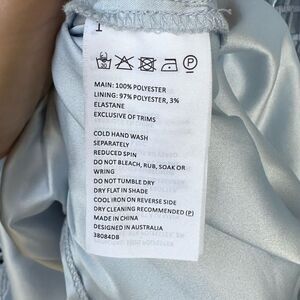 1
MAIN: 100% POLYESTER
LINING: 97% POLYESTER, 3%
ELASTANE
EXCLUSIVE OF TRIMS
COLD HAND WASH
SEPARATELY
REDUCED SPIN
DO NOT BLEACH, RUB, SOAK OR
WRING
DO NOT TUMBLE DRY
DRY FLAT IN SHADE
COOL IRON ON REVERSE SIDE
DRY CLEANING RECOMMENDED (P)
MADE IN CHINA
DESIGNED IN AUSTRALIA
38084DB